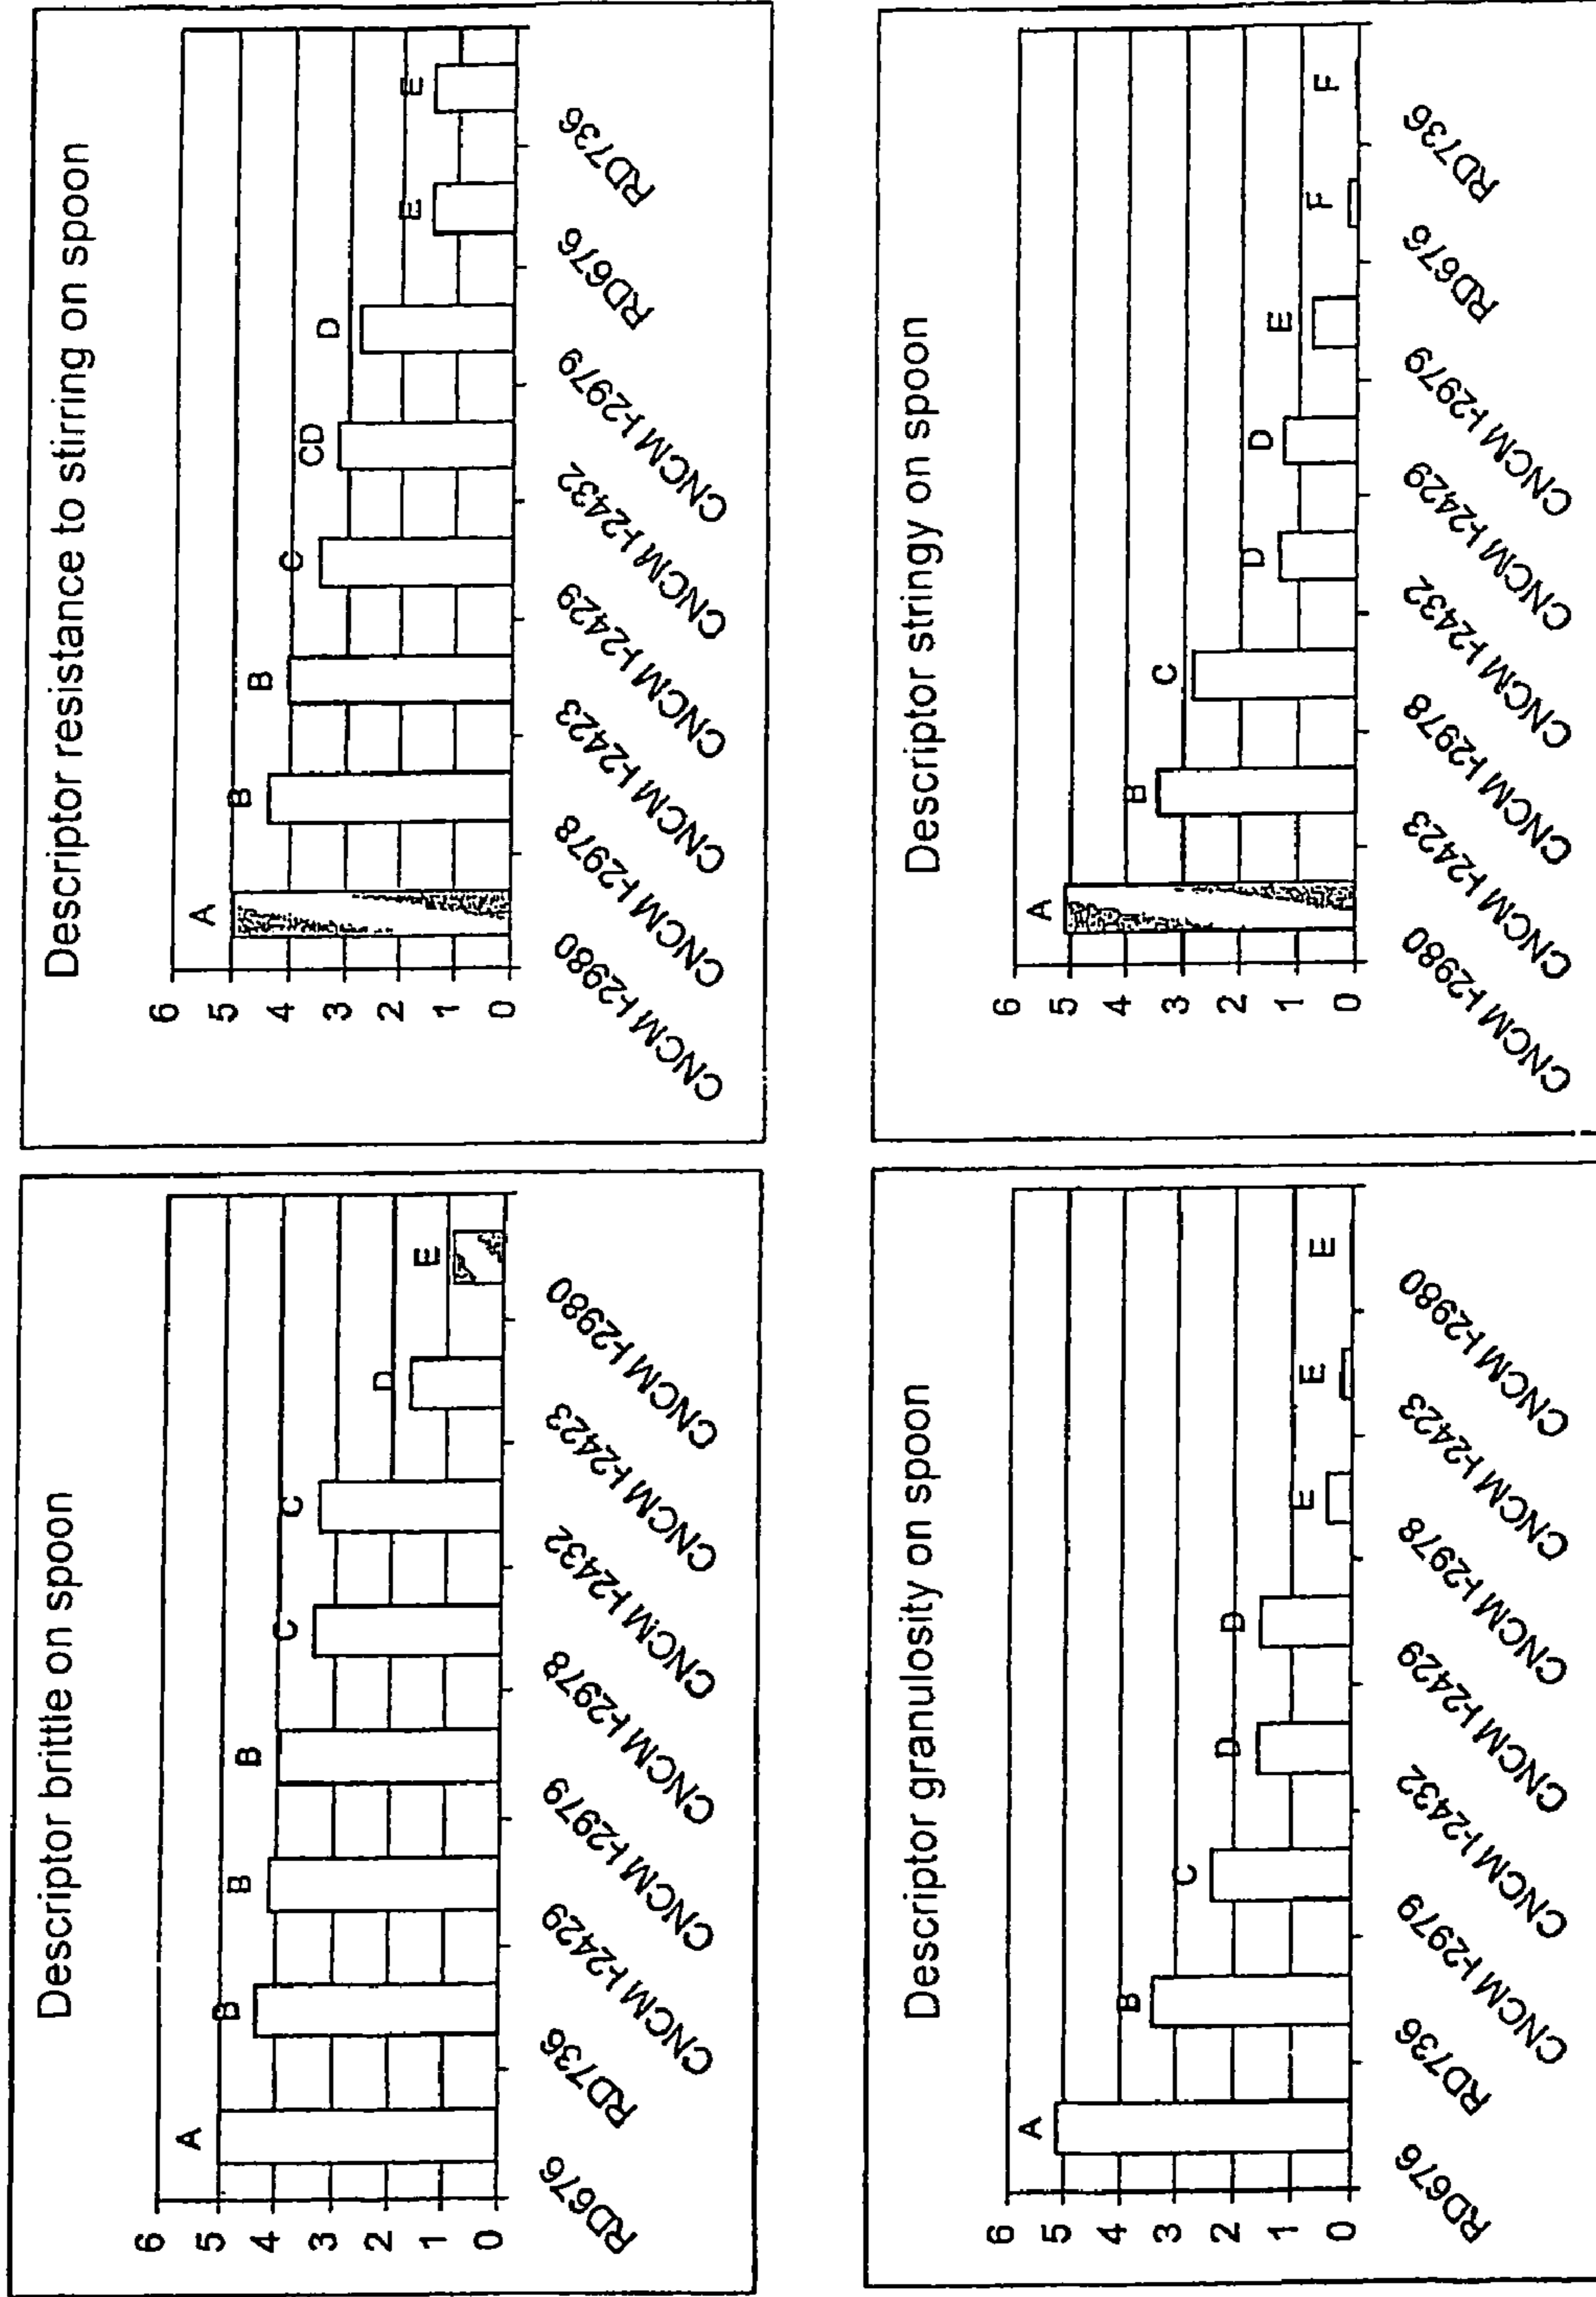 Descriptor brittle on spoon
A
B
B
B
C
C
D
E
6
5
4
3
2
1
0
RD676
RD736
CNCM I-2429
CNCM I-2979
CNCM I-2978
CNCM I-2432
CNCM I-2423
CNCM I-2980
Descriptor granulosity on spoon
A
B
C
D
D
E
E
E
6
5
4
3
2
1
0
RD676
RD736
CNCM I-2979
CNCM I-2432
CNCM I-2429
CNCM I-2978
CNCM I-2423
CNCM I-2980
Descriptor resistance to stirring on spoon
A
B
B
C
CD
D
E
E
6
5
4
3
2
1
0
CNCM I-2980
CNCM I-2978
CNCM I-2423
CNCM I-2429
CNCM I-2432
CNCM I-2979
RD676
RD736
Descriptor stringy on spoon
A
B
C
D
D
E
F
F
6
5
4
3
2
1
0
CNCM I-2980
CNCM I-2423
CNCM I-2978
CNCM I-2432
CNCM I-2429
CNCM I-2979
RD676
RD736